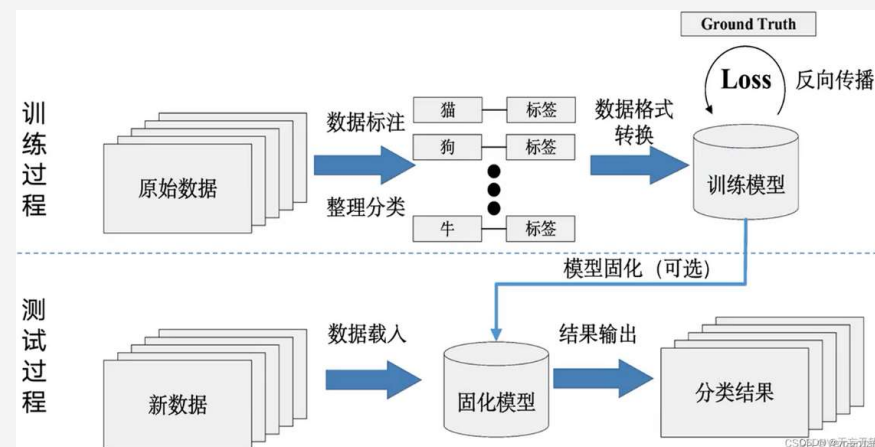 Ground Truth
Loss
反向传播
训练过程
原始数据
数据标注
整理分类
猫
标签
狗
标签
牛
标签
数据格式
转换
训练模型
模型固化（可选）
测试过程
新数据
数据载入
固化模型
结果输出
分类结果